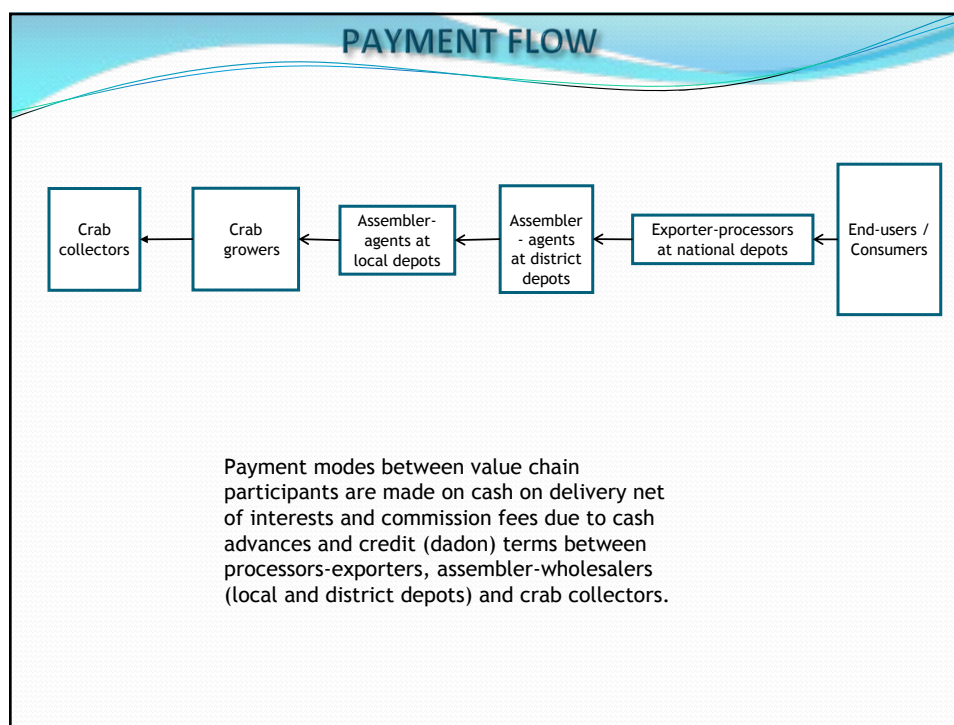 PAYMENT FLOW
Crab
collectors
Crab
growers
Assembler-
agents at
local depots
Assembler
- agents
at district
depots
Exporter-processors
at national depots
End-users /
Consumers
Payment modes between value chain
participants are made on cash on delivery net
of interests and commission fees due to cash
advances and credit (dadon) terms between
processors-exporters, assembler-wholesalers
(local and district depots) and crab collectors.